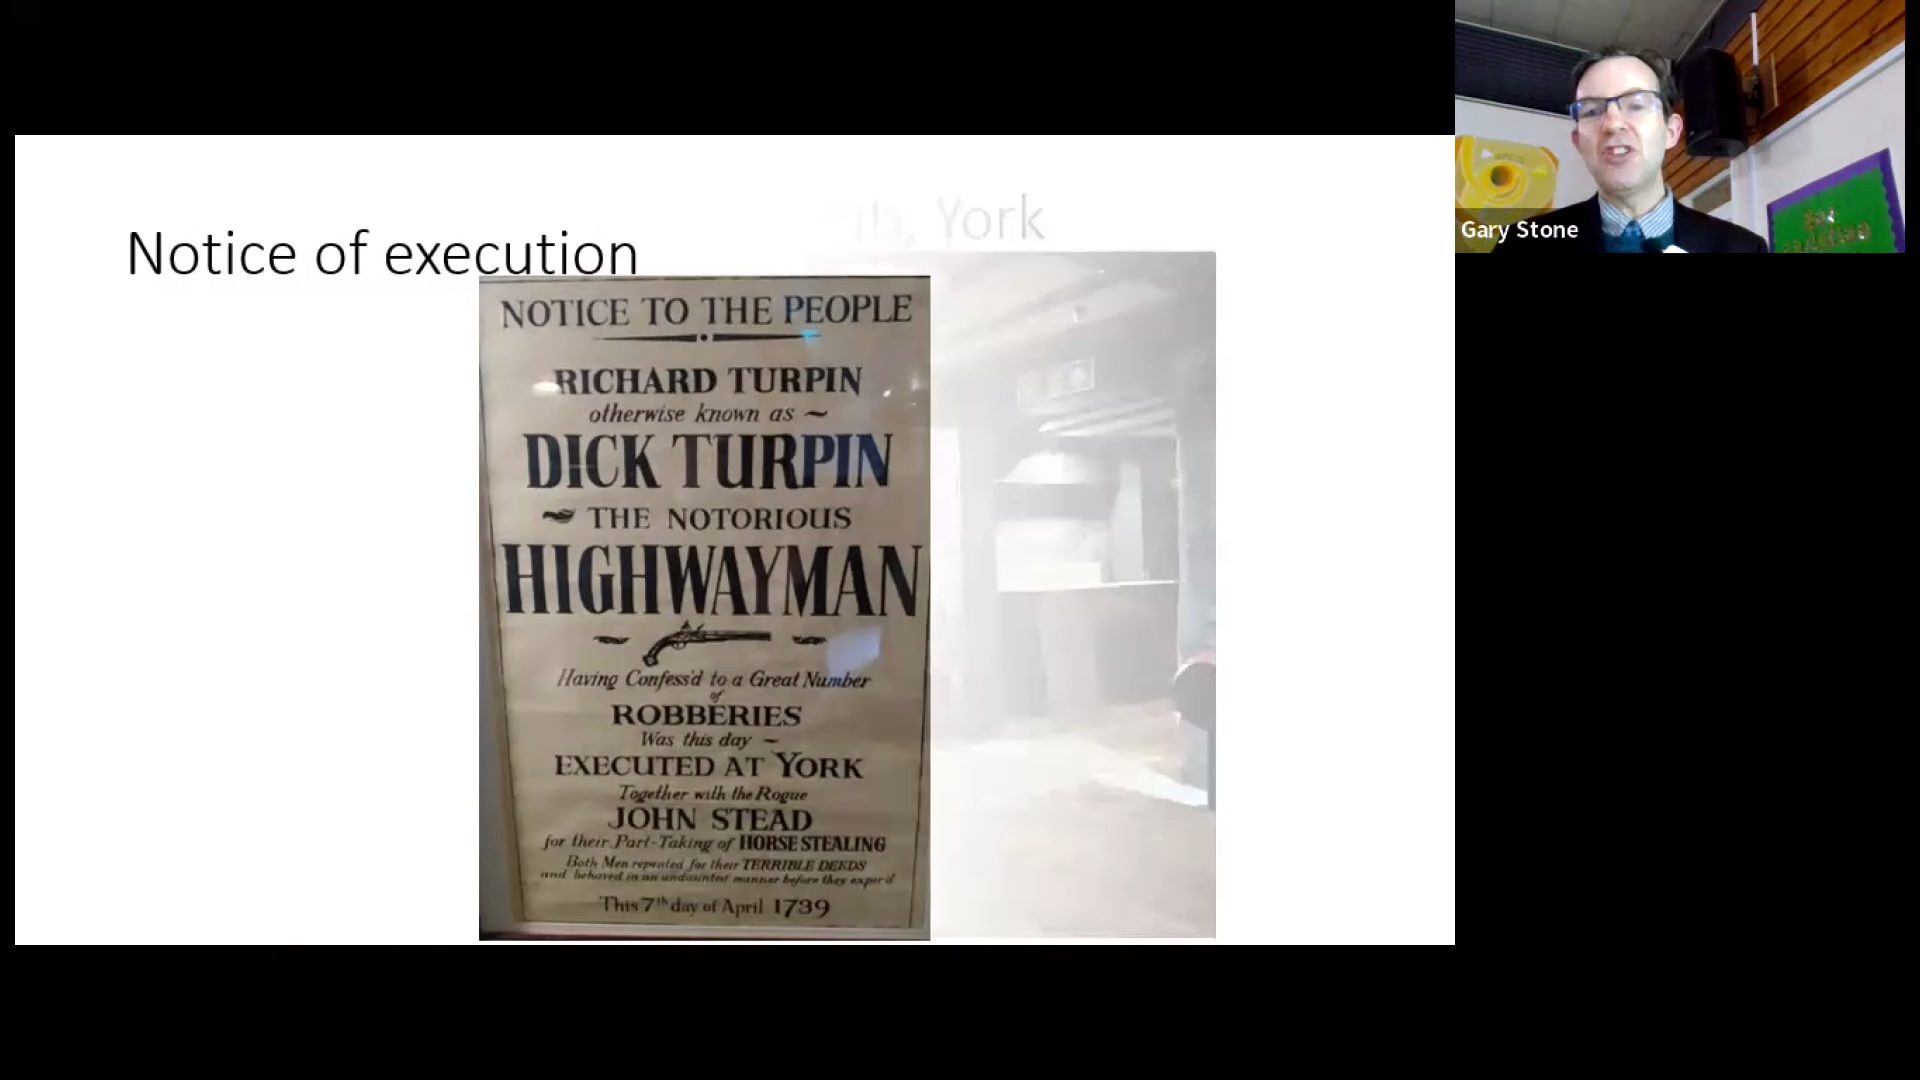 Notice of execution
York
NOTICE TO THE PEOPLE
RICHARD TURPIN
otherwise known as ~
DICK TURPIN
THE NOTORIOUS
HIGHWAYMAN
Having Confess'd to a Great Number
of
ROBBERIES
Was this day ~
EXECUTED AT YORK
Together with the Rogue
JOHN STEAD
for their Part-Taking of HORSE STEALING
Both Men repented for their TERRIBLE DEEDS
and behaved in an undaunted manner before they exper'd
This 7th day of April 1739
Gary Stone